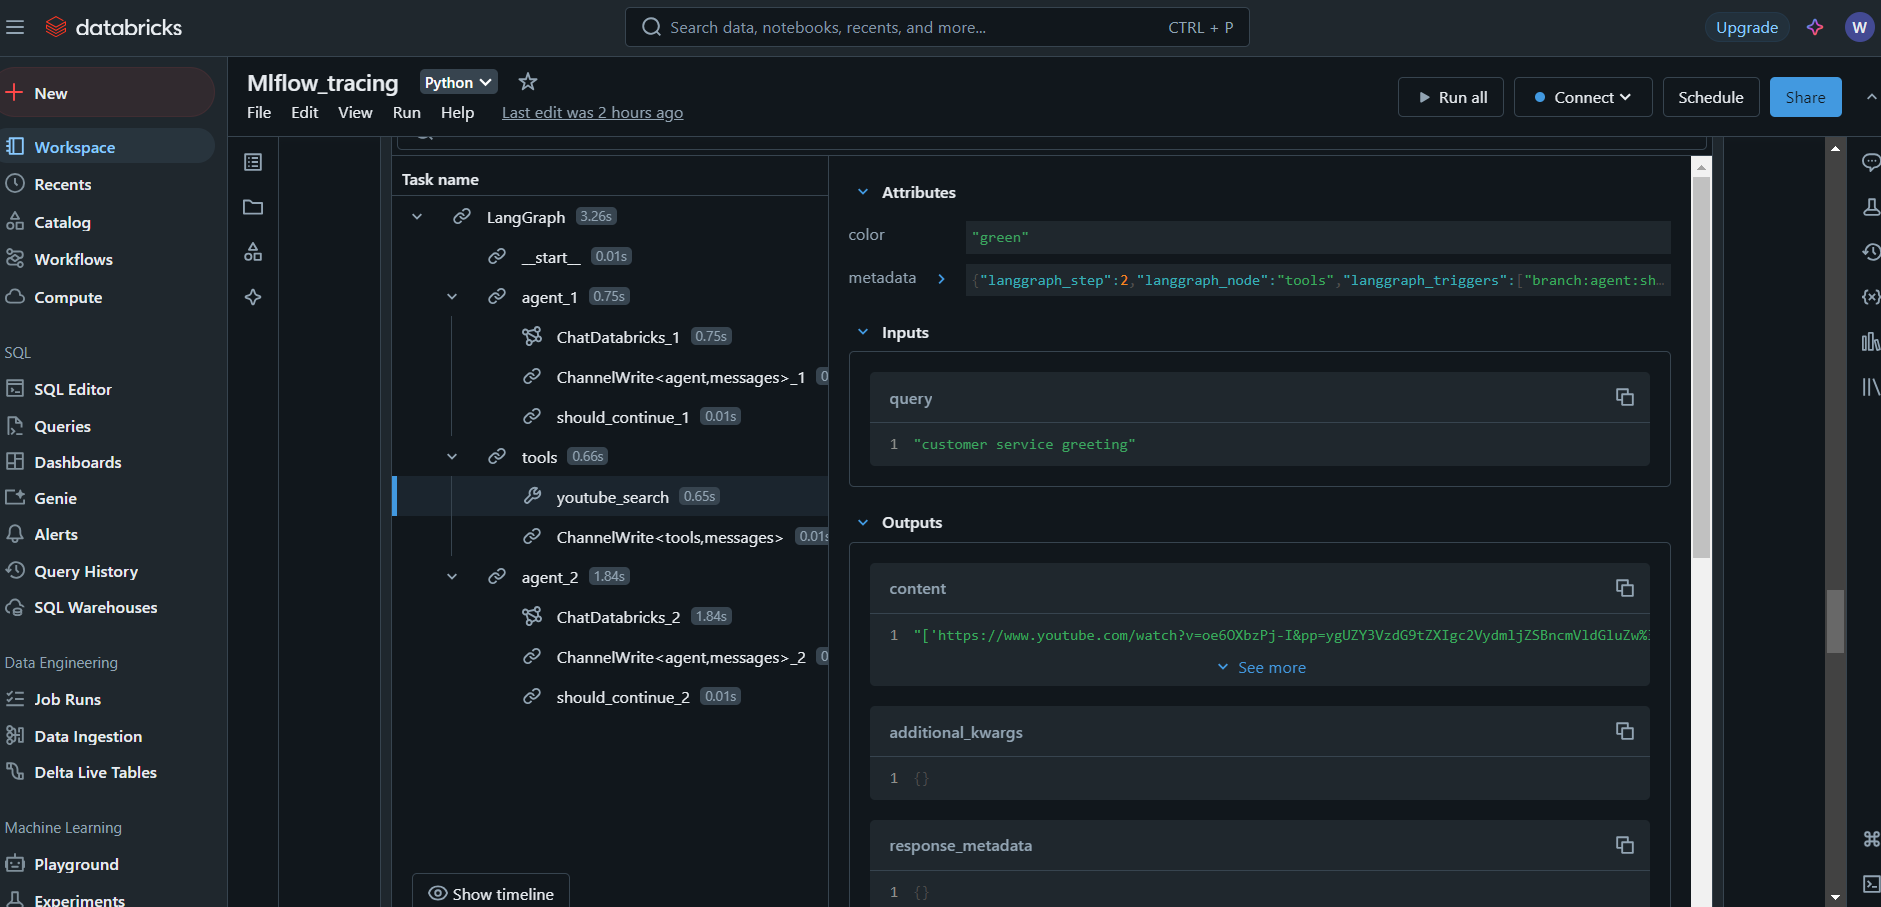 databricks
Search data, notebooks, recents, and more...
CTRL + P
Upgrade
W
New
Workspace
Recents
Catalog
Workflows
Compute
SQL
SQL Editor
Queries
Dashboards
Genie
Alerts
Query History
SQL Warehouses
Data Engineering
Job Runs
Data Ingestion
Delta Live Tables
Machine Learning
Playground
Experiments
Mlflow_tracing
Python
File Edit View Run Help Last edit was 2 hours ago
Run all
Connect
Schedule
Share
Task name
LangGraph 3.26s
__start__ 0.01s
agent_1 0.75s
ChatDatabricks_1 0.75s
ChannelWrite<agent,messages>_1 0
should_continue_1 0.01s
tools 0.66s
youtube_search 0.65s
ChannelWrite<tools,messages> 0.01s
agent_2 1.84s
ChatDatabricks_2 1.84s
ChannelWrite<agent,messages>_2 0
should_continue_2 0.01s
Show timeline
Attributes
color "green"
metadata {"langgraph_step":2,"langgraph_node":"tools","langgraph_triggers":["branch:agent:sh...
Inputs
query
1 "customer service greeting"
Outputs
content
1 "['https://www.youtube.com/watch?v=oe6OXbzPj-I&pp=ygUZY3VzdG9tZXIgc2VydmljZSBncmVldGluZw%
See more
additional_kwargs
1 {}
response_metadata
1 {}